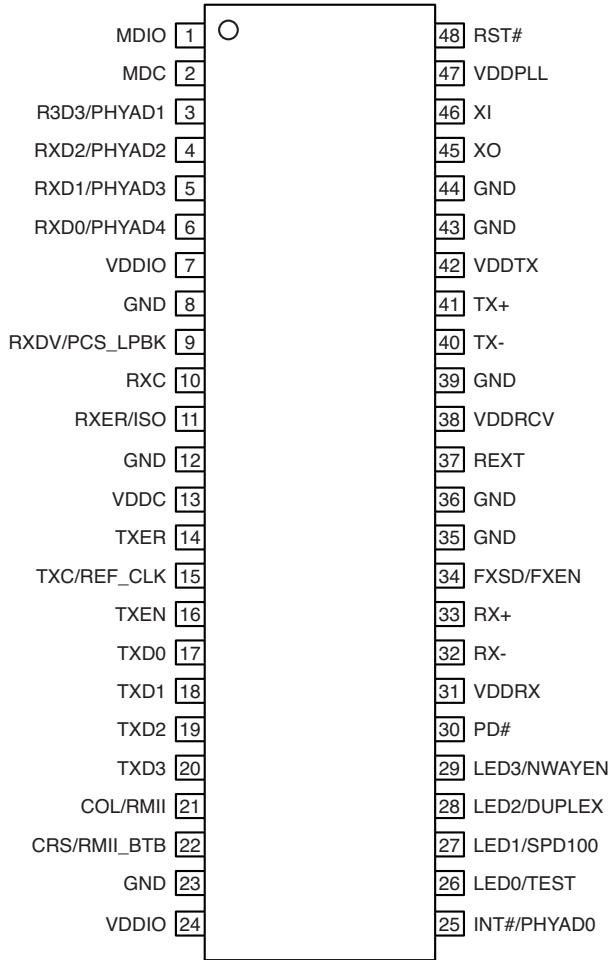 MDIO 1 48 RST#
MDC 2 47 VDDPLL
R3D3/PHYAD1 3 46 XI
RXD2/PHYAD2 4 45 XO
RXD1/PHYAD3 5 44 GND
RXD0/PHYAD4 6 43 GND
VDDIO 7 42 VDDTX
GND 8 41 TX+
RXDV/PCS_LPBK 9 40 TX-
RXC 10 39 GND
RXER/ISO 11 38 VDDRCV
GND 12 37 REXT
VDDC 13 36 GND
TXER 14 35 GND
TXC/REF_CLK 15 34 FXSD/FXEN
TXEN 16 33 RX+
TXD0 17 32 RX-
TXD1 18 31 VDDRX
TXD2 19 30 PD#
TXD3 20 29 LED3/NWAYEN
COL/RMII 21 28 LED2/DUPLEX
CRS/RMII_BTB 22 27 LED1/SPD100
GND 23 26 LED0/TEST
VDDIO 24 25 INT#/PHYAD0